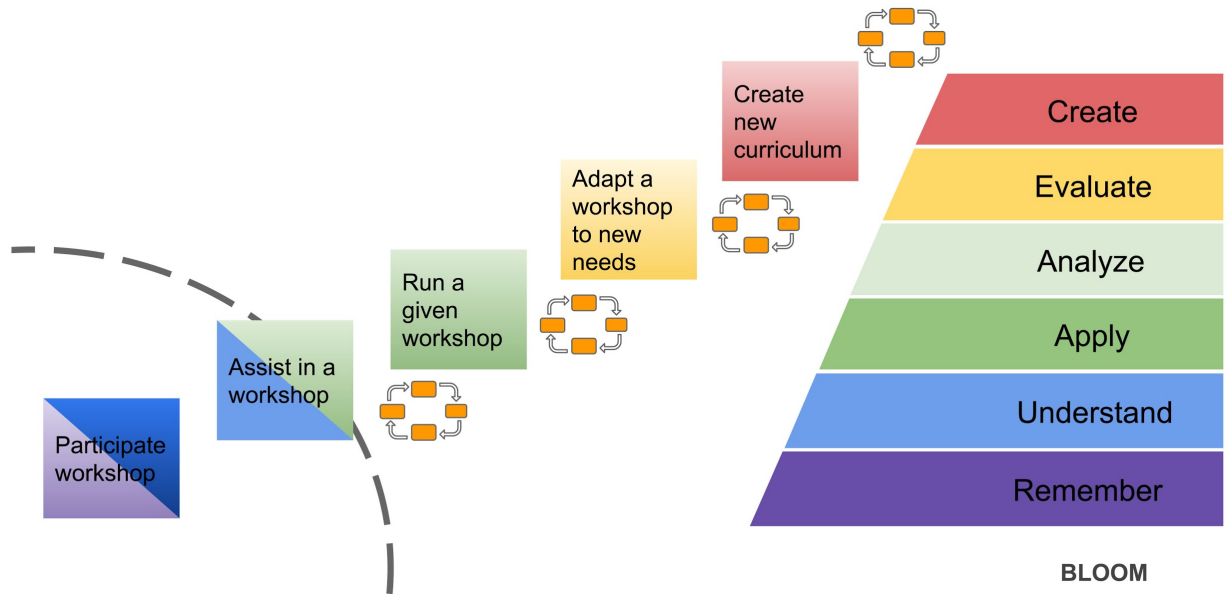 Create
new
curriculum
Adapt a
workshop
to new
needs
Run a
given
workshop
Assist in a
workshop
Participate
workshop
Create
Evaluate
Analyze
Apply
Understand
Remember
BLOOM